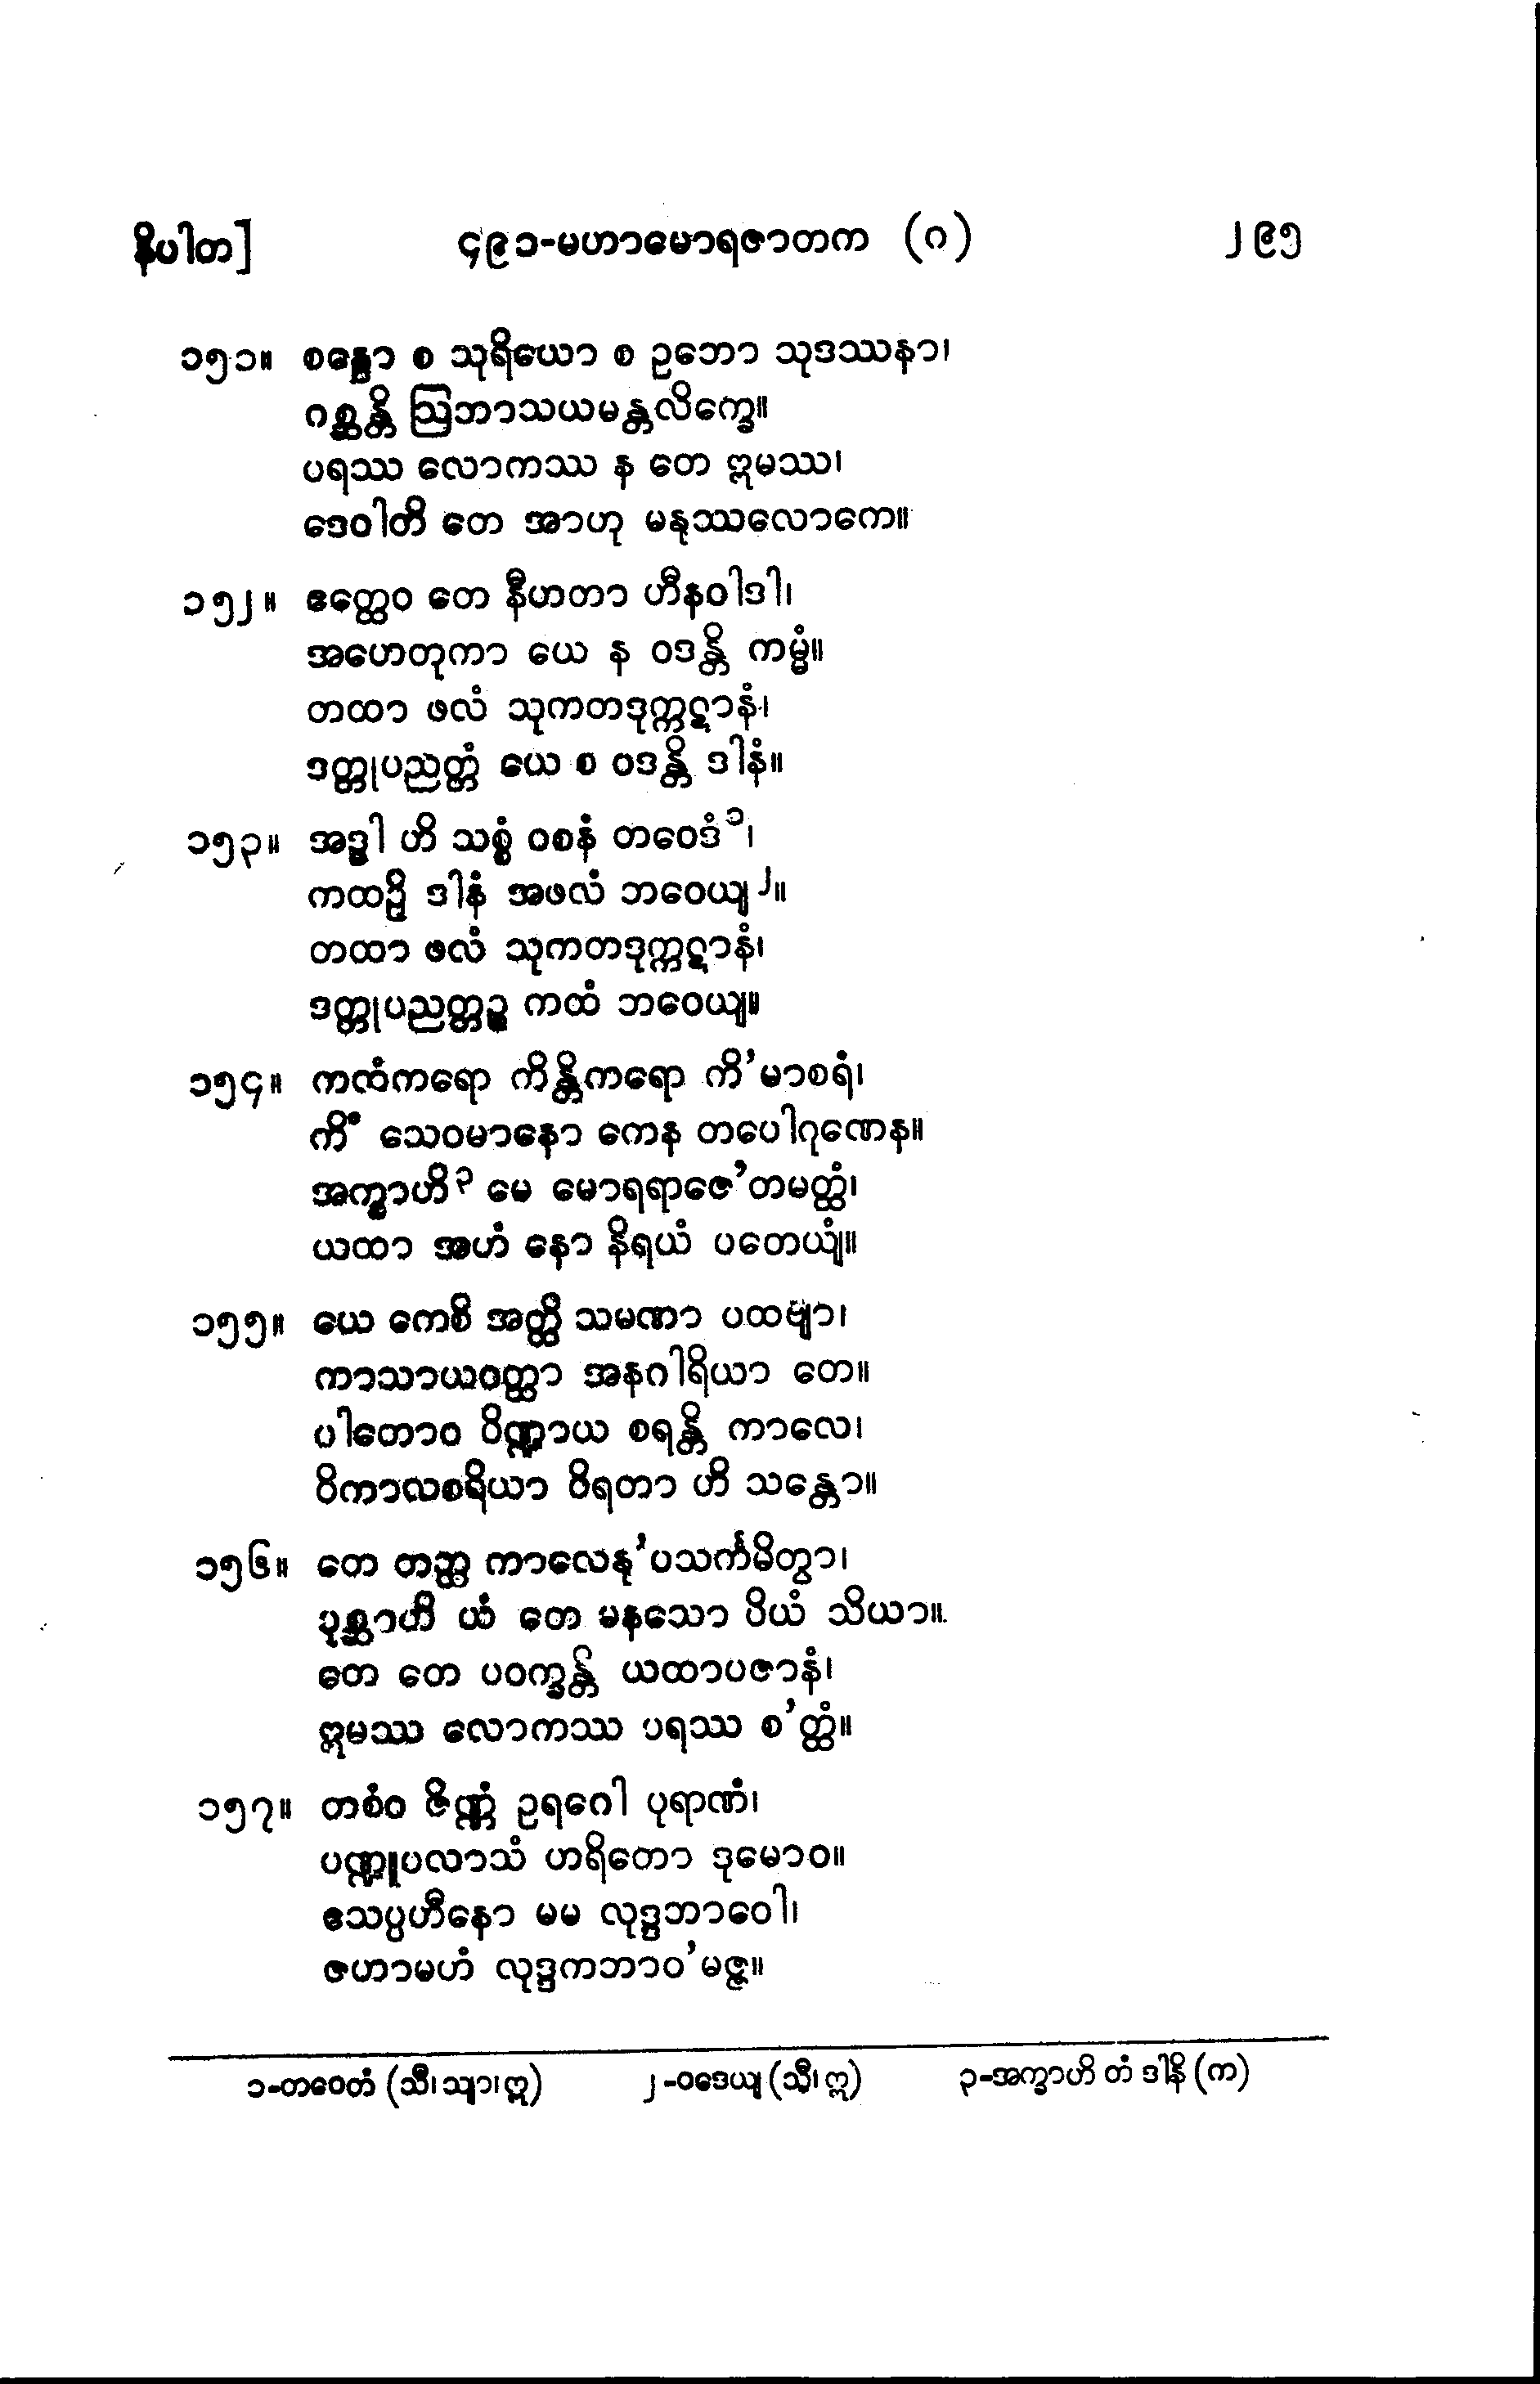 နိပါတ]  ၄၉၁-မဟာမောရဇာတက (ဂ)  ၂၉၅
၁၅၁။ စန္ဒော စ သုရိယော စ ဥဘော သုဒဿနာ၊
ဂစ္ဆန္တိ ဩဘာသယမန္တလိက္ခေ။
ပရဿ လောကဿ န တေ ဣမဿ၊
ဒေဝါတိ တေ အာဟု မနုဿလောကေ။
၁၅၂။ ဧတ္ထေဝ တေ နီဟတာ ဟီနဝါဒါ၊
အဟေတုကာ ယေ န ဝဒန္တိ ကမ္မံ။
တထာ ဖလံ သုကတဒုက္ကဋာနံ၊
ဒတ္တုပညတ္တံ ယေ စ ဝဒန္တိ ဒါနံ။
၁၅၃။ အဒ္ဓါ ဟိ သစ္စံ ဝစနံ တဝေဒံ၁၊
ကထဉှိ ဒါနံ အဖလံ ဘဝေယျ၂။
တထာ ဖလံ သုကတဒုက္ကဋာနံ၊
ဒတ္တုပညတ္တဉ္စ ကထံ ဘဝေယျ။
၁၅၄။ ကထံကရော ကိန္တိကရော ကိ’မာစရံ၊
ကိံ သေဝမာနော ကေန တပေါဂုဏေန။
အက္ခာဟိ၃ မေ မောရရာဇေ’တမတ္ထံ၊
ယထာ အဟံ နော နိရယံ ပတေယျံ။
၁၅၅။ ယေ ကေစိ အတ္ထိ သမဏာ ပထဗျာ၊
ကာသာယဝတ္ထာ အနဂါရိယာ တေ။
ပါတောဝ ပိဏ္ဍာယ စရန္တိ ကာလေ၊
ဝိကာလစရိယာ ဝိရတာ ဟိ သန္တော။
၁၅၆။ တေ တတ္ထ ကာလေနု’ပသင်္ကမိတွာ၊
ပုစ္ဆာဟိ ယံ တေ မနသော ပိယံ သိယာ။
တေ တေ ပဝက္ခန္တိ ယထာပဇာနံ၊
ဣမဿ လောကဿ ပရဿ စ’တ္ထံ။
၁၅၇။ တစံဝ ဇိဏ္ဏံ ဥရဂေါ ပုရာဏံ၊
ပဏ္ဍူပလာသံ ဟရိတော ဒုမောဝ။
ဧသပ္ပဟီနော မမ လုဒ္ဒဘာဝေါ၊
ဇဟာမဟံ လုဒ္ဒကဘာဝ’မဇ္ဇ။
၁-တဝေတံ (သီ၊ သျာ၊ ဣ)  ၂-ဝဒေယျ (သီ၊ ဣ)  ၃-အက္ခာဟိ တံ ဒါနိ (က)